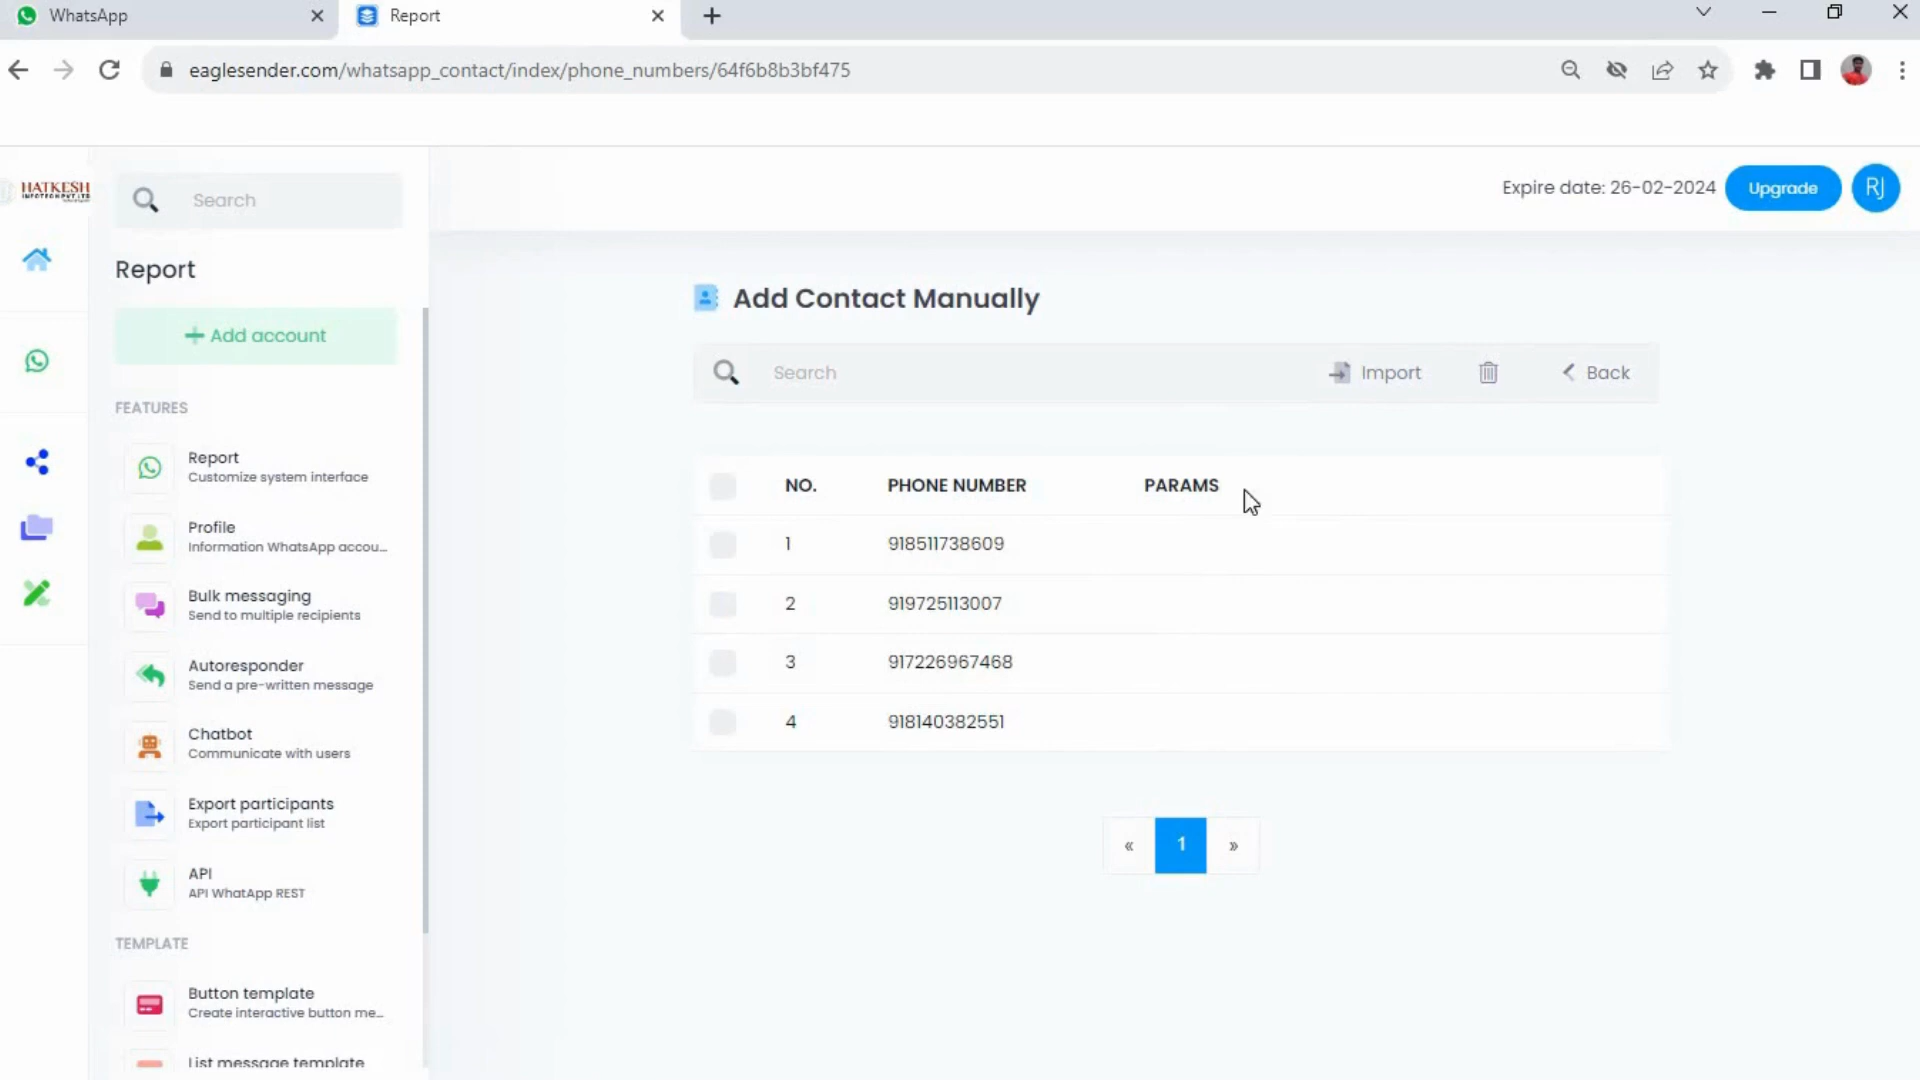 WhatsApp
Report
eaglesender.com/whatsapp_contact/index/phone_numbers/64f6b8b3bf475
HATKESH
INFOTECH PVT LTD
Search
Expire date: 26-02-2024
Upgrade
RJ
Report
Add account
FEATURES
Report
Customize system interface
Profile
Information WhatsApp accou...
Bulk messaging
Send to multiple recipients
Autoresponder
Send a pre-written message
Chatbot
Communicate with users
Export participants
Export participant list
API
API WhatApp REST
TEMPLATE
Button template
Create interactive button me...
List message template
Add Contact Manually
Search
Import
Back
NO. PHONE NUMBER PARAMS
1 918511738609
2 919725113007
3 917226967468
4 918140382551
« 1 »